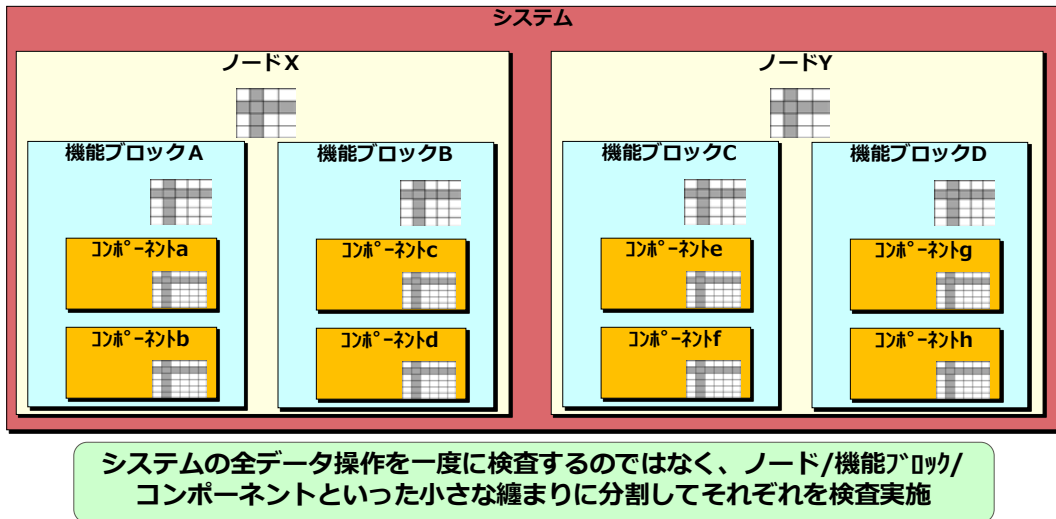 システム
ノードX
ノードY
機能ブロックA
機能ブロックB
機能ブロックC
機能ブロックD
ｺﾝﾎﾟｰﾈﾝﾄa
ｺﾝﾎﾟｰﾈﾝﾄc
ｺﾝﾎﾟｰﾈﾝﾄe
ｺﾝﾎﾟｰﾈﾝﾄg
ｺﾝﾎﾟｰﾈﾝﾄb
ｺﾝﾎﾟｰﾈﾝﾄd
ｺﾝﾎﾟｰﾈﾝﾄf
ｺﾝﾎﾟｰﾈﾝﾄh
システムの全データ操作を一度に検査するのではなく、ノード/機能ﾌﾞﾛｯｸ/
コンポーネントといった小さな纏まりに分割してそれぞれを検査実施